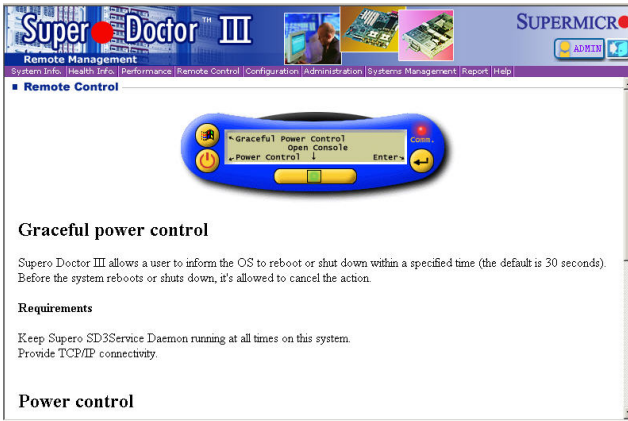 Super Doctor™ III
SUPERMICR
Remote Management
ADMIN
System Info. |Health Info. |Performance |Remote Control |Configuration |Administration |Systems Management |Report |Help|
Remote Control
Graceful Power Control
Open Console
Power Control ↓ Enter
Comm.
Graceful power control
Supero Doctor III allows a user to inform the OS to reboot or shut down within a specified time (the default is 30 seconds).
Before the system reboots or shuts down, it's allowed to cancel the action.
Requirements
Keep Supero SD3Service Daemon running at all times on this system.
Provide TCP/IP connectivity.
Power control